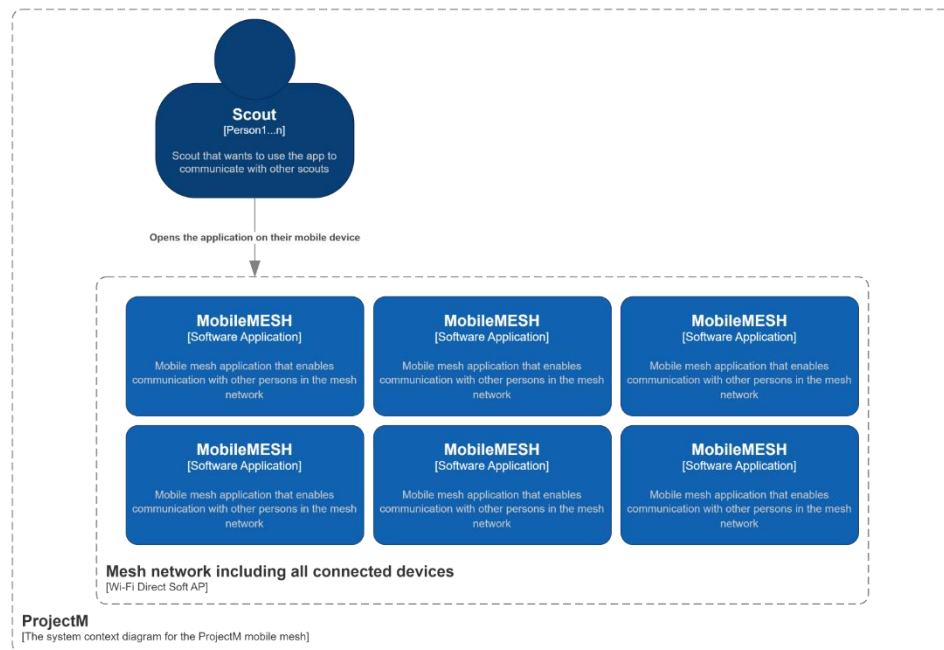 Scout
[Person1...n]
Scout that wants to use the app to
communicate with other scouts
Opens the application on their mobile device
MobileMESH
[Software Application]
Mobile mesh application that enables
communication with other persons in the mesh
network
MobileMESH
[Software Application]
Mobile mesh application that enables
communication with other persons in the mesh
network
MobileMESH
[Software Application]
Mobile mesh application that enables
communication with other persons in the mesh
network
MobileMESH
[Software Application]
Mobile mesh application that enables
communication with other persons in the mesh
network
MobileMESH
[Software Application]
Mobile mesh application that enables
communication with other persons in the mesh
network
MobileMESH
[Software Application]
Mobile mesh application that enables
communication with other persons in the mesh
network
Mesh network including all connected devices
[Wi-Fi Direct Soft AP]
ProjectM
[The system context diagram for the ProjectM mobile mesh]